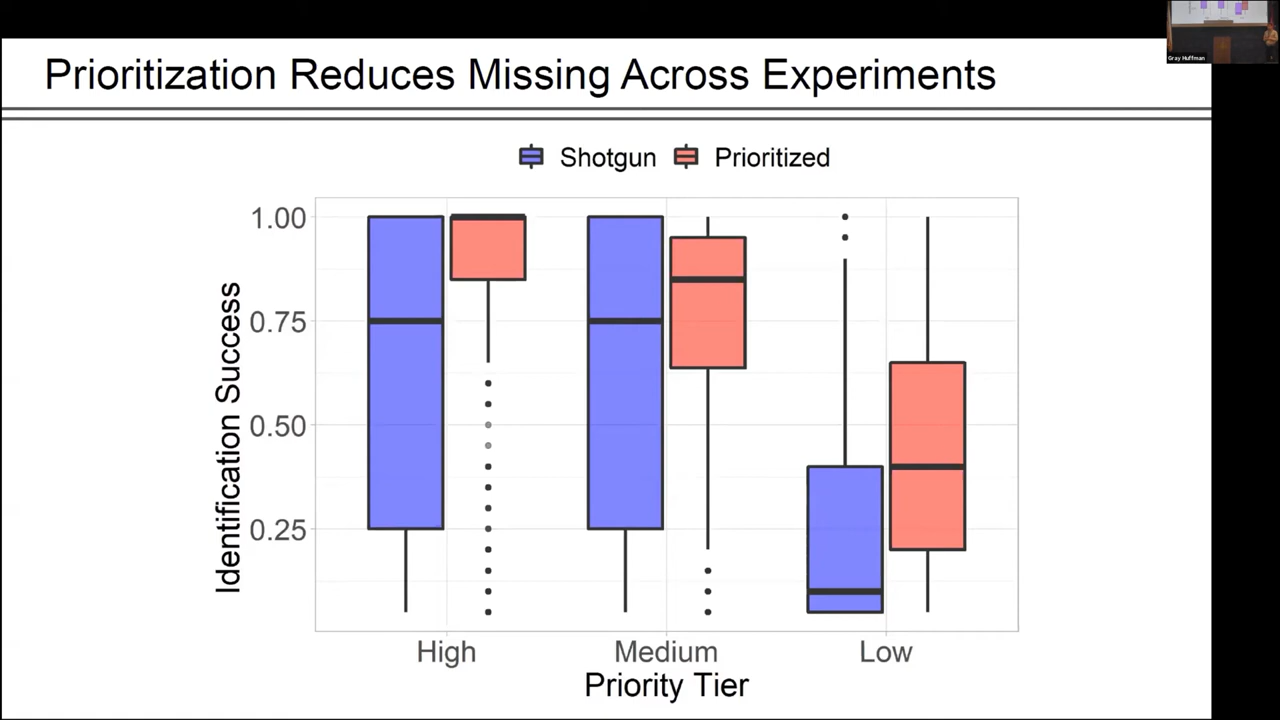 Gray Huffman
Prioritization Reduces Missing Across Experiments
Shotgun Prioritized
Identification Success
1.00
0.75
0.50
0.25
High Medium Low
Priority Tier